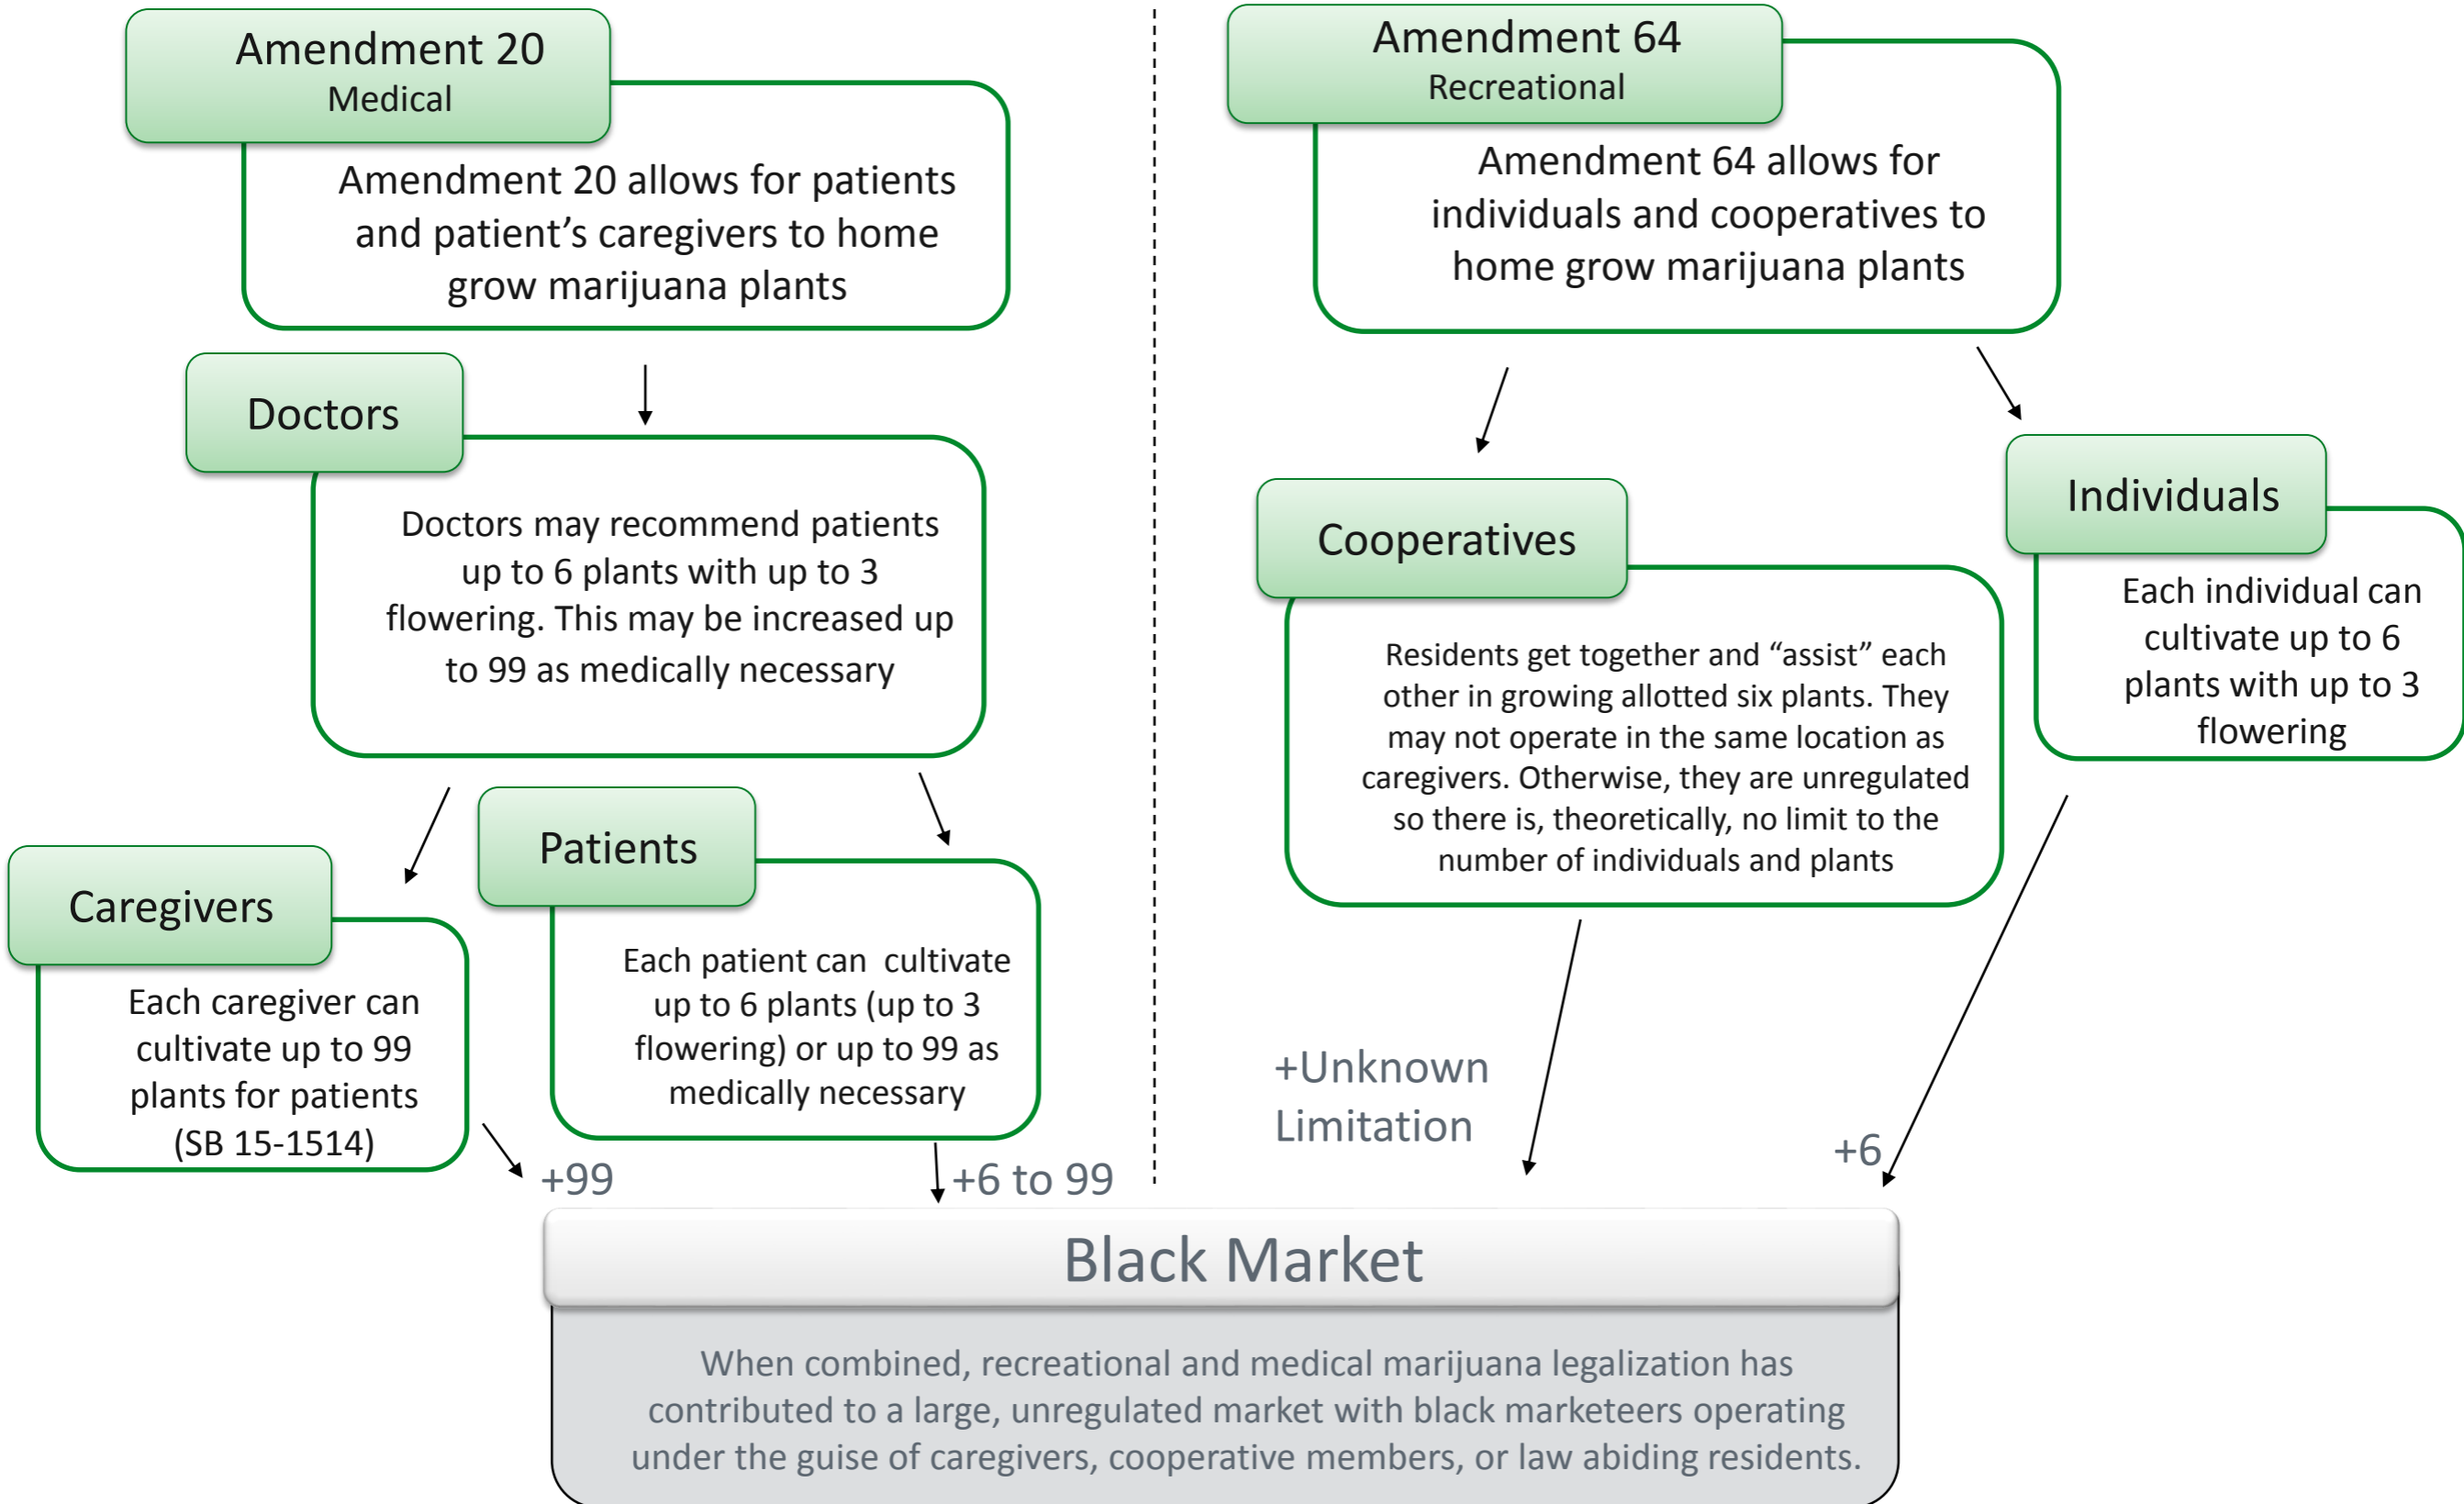 Amendment 20
Medical
Amendment 20 allows for patients
and patient’s caregivers to home
grow marijuana plants
Doctors
Doctors may recommend patients
up to 6 plants with up to 3
flowering. This may be increased up
to 99 as medically necessary
Caregivers
Each caregiver can
cultivate up to 99
plants for patients
(SB 15-1514)
+99
Patients
Each patient can  cultivate
up to 6 plants (up to 3
flowering) or up to 99 as
medically necessary
+6 to 99
Amendment 64
Recreational
Amendment 64 allows for
individuals and cooperatives to
home grow marijuana plants
Cooperatives
Residents get together and “assist” each
other in growing allotted six plants. They
may not operate in the same location as
caregivers. Otherwise, they are unregulated
so there is, theoretically, no limit to the
number of individuals and plants
+Unknown
Limitation
Individuals
Each individual can
cultivate up to 6
plants with up to 3
flowering
+6
Black Market
When combined, recreational and medical marijuana legalization has
contributed to a large, unregulated market with black marketeers operating
under the guise of caregivers, cooperative members, or law abiding residents.